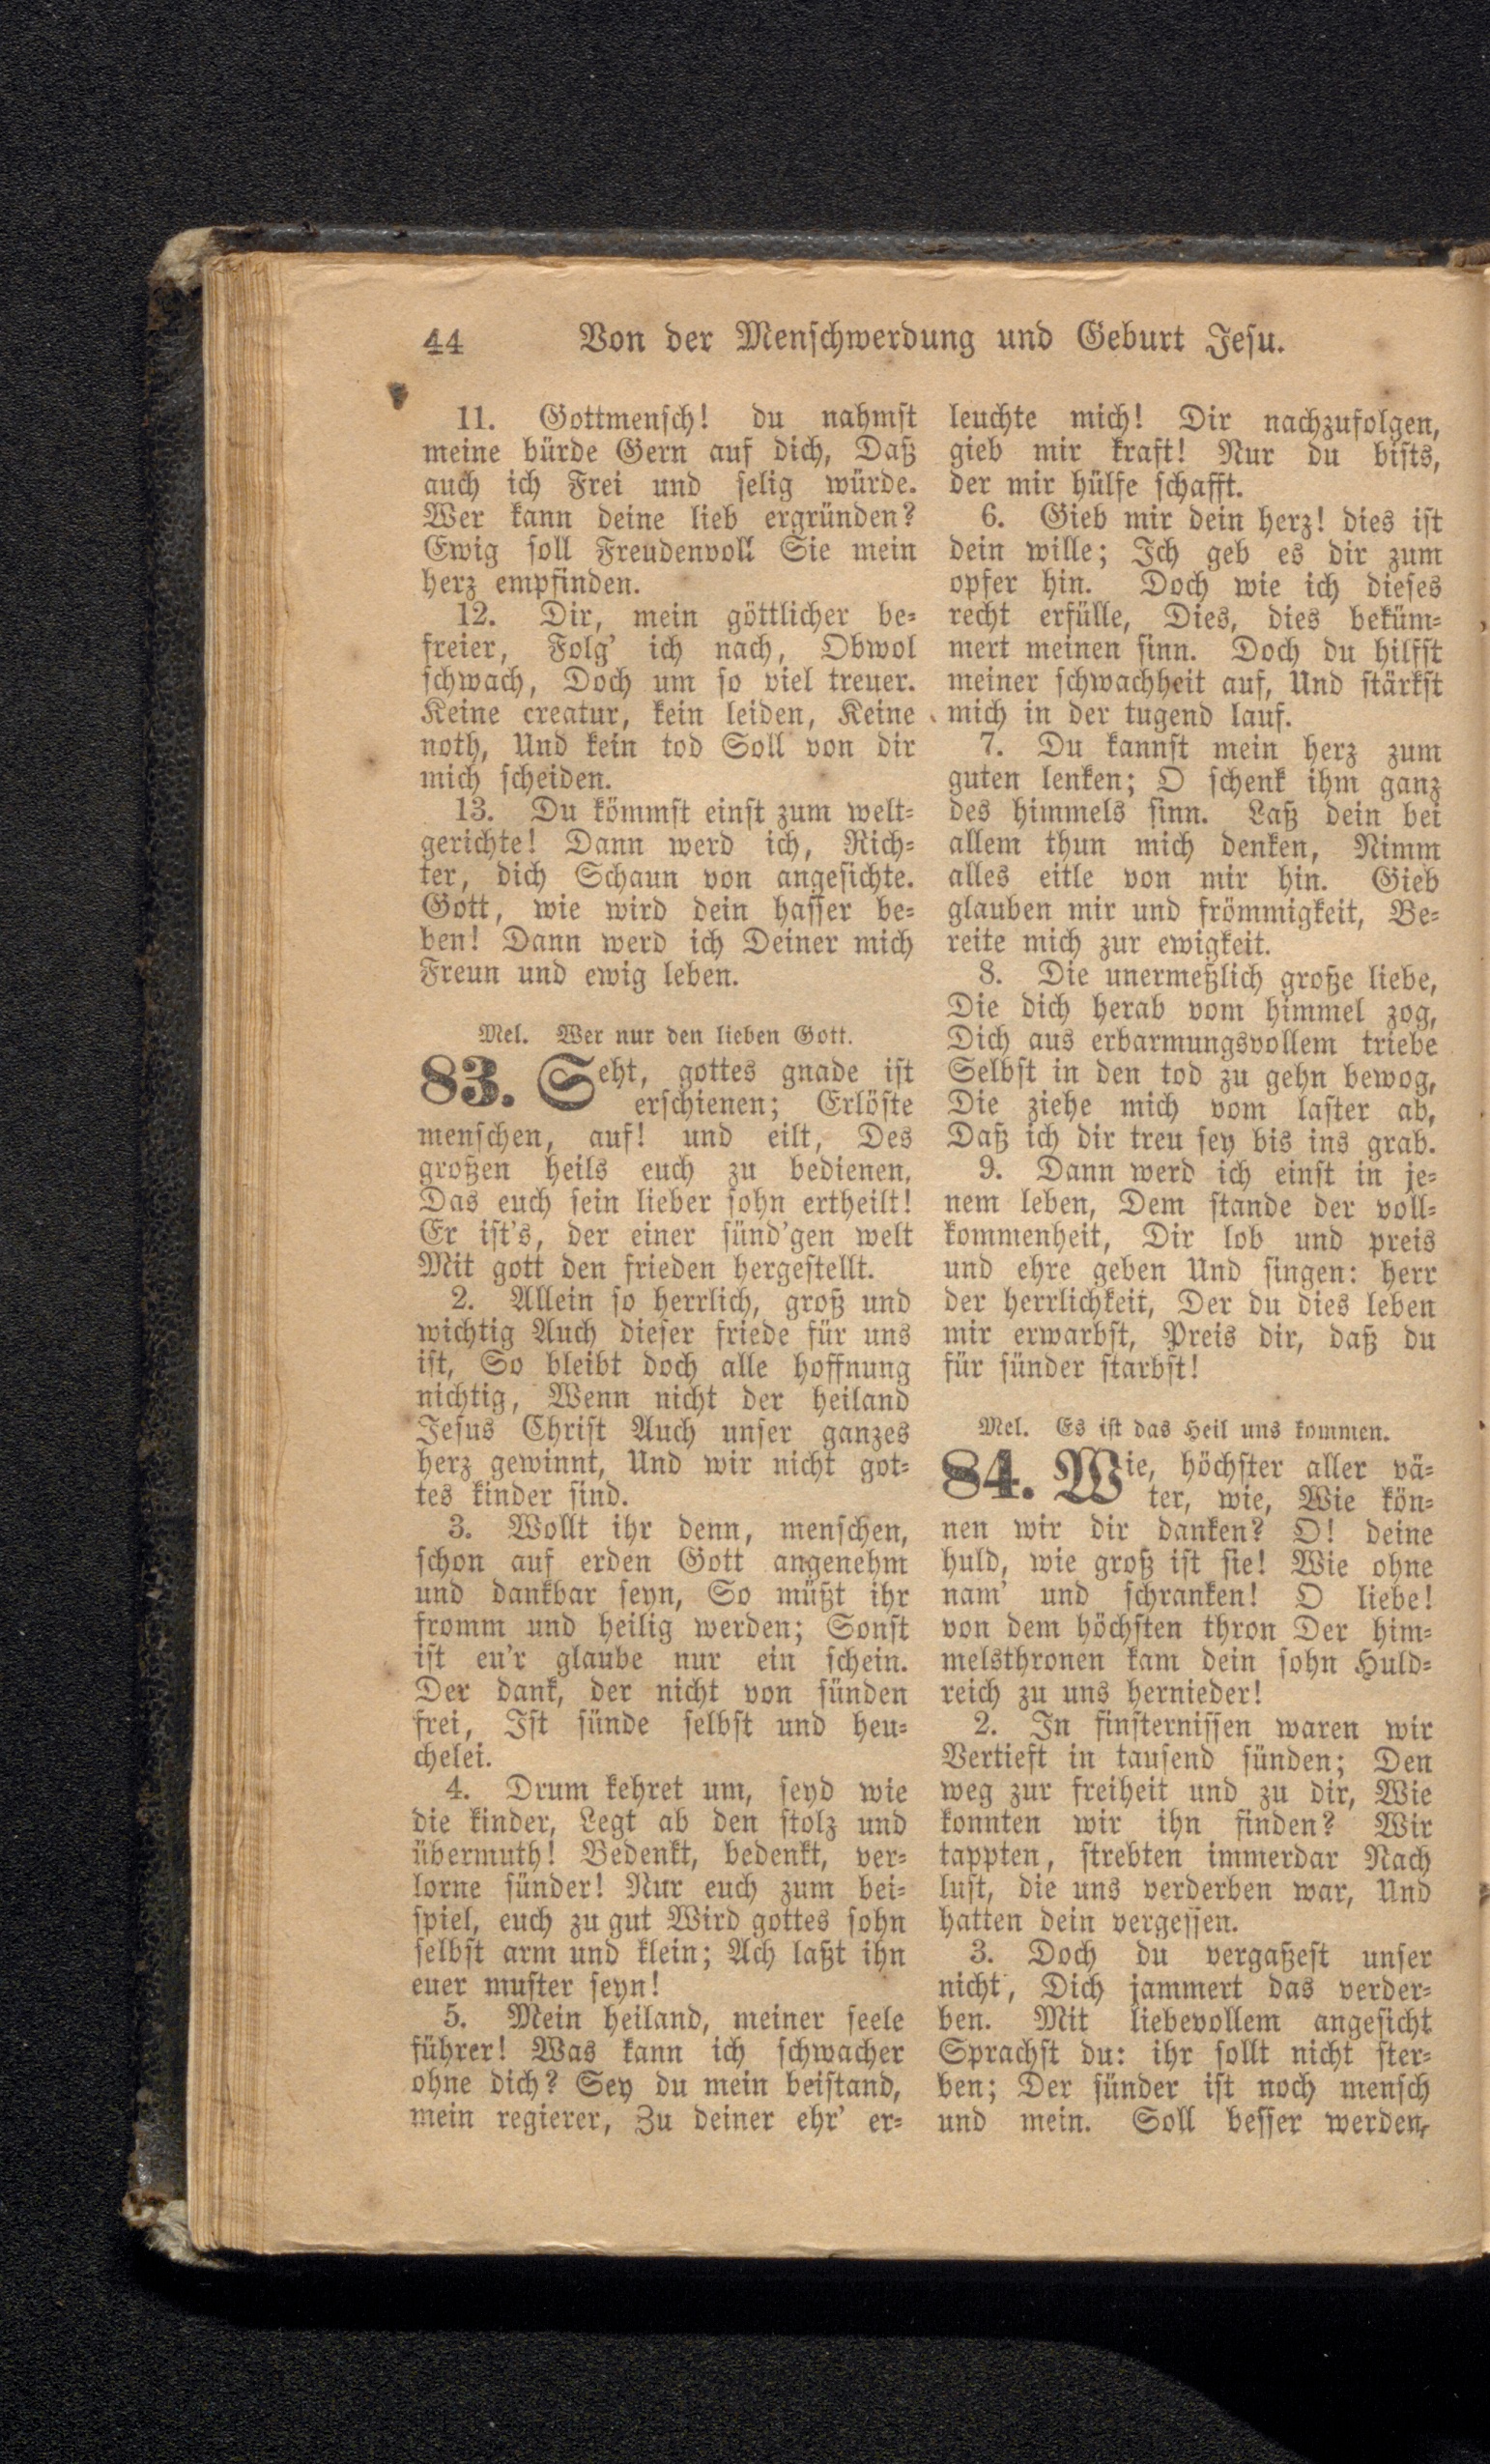 44 Von der Menschwerdung und Geburt Jesu.
11. Gottmensch! du nahmst
meine bürde Gern auf dich, Daß
auch ich Frei und selig würde.
Wer kann deine lieb ergründen?
Ewig soll Freudenvoll Sie mein
herz empfinden.
12. Dir, mein göttlicher be-
freier, Folg' ich nach, Obwol
schwach, Doch um so viel treuer.
Keine creatur, kein leiden, Keine
noth, Und kein tod Soll von dir
mich scheiden.
13. Du kömmst einst zum welt-
gerichte! Dann werd ich, Rich-
ter, dich Schaun von angesichte.
Gott, wie wird dein hasser be-
ben! Dann werd ich Deiner mich
Freun und ewig leben.
Mel. Wer nur den lieben Gott.
83. Seht, gottes gnade ist
erschienen; Erlöste
menschen, auf! und eilt, Des
großen heils euch zu bedienen,
Das euch sein lieber sohn ertheilt!
Er ist's, der einer sünd'gen welt
Mit gott den frieden hergestellt.
2. Allein so herrlich, groß und
wichtig Auch dieser friede für uns
ist, So bleibt doch alle hoffnung
nichtig, Wenn nicht der heiland
Jesus Christ Auch unser ganzes
herz gewinnt, Und wir nicht got-
tes kinder sind.
3. Wollt ihr denn, menschen,
schon auf erden Gott angenehm
und dankbar seyn, So müßt ihr
fromm und heilig werden; Sonst
ist eu'r glaube nur ein schein.
Der dank, der nicht von sünden
frei, Ist sünde selbst und heu-
chelei.
4. Drum kehret um, seyd wie
die kinder, Legt ab den stolz und
übermuth! Bedenkt, bedenkt, ver-
lorne sünder! Nur euch zum bei-
spiel, euch zu gut Wird gottes sohn
selbst arm und klein; Ach laßt ihn
euer muster seyn!
5. Mein heiland, meiner seele
führer! Was kann ich schwacher
ohne dich? Sey du mein beistand,
mein regierer, Zu deiner ehr' er-
leuchte mich! Dir nachzufolgen,
gieb mir kraft! Nur du bists,
der mir hülfe schafft.
6. Gieb mir dein herz! dies ist
dein wille; Ich geb es dir zum
opfer hin. Doch wie ich dieses
recht erfülle, Dies, dies beküm-
mert meinen sinn. Doch du hilfst
meiner schwachheit auf, Und stärkst
mich in der tugend lauf.
7. Du kannst mein herz zum
guten lenken; O schenk ihm ganz
des himmels sinn. Laß dein bei
allem thun mich denken, Nimm
alles eitle von mir hin. Gieb
glauben mir und frömmigkeit, Be-
reite mich zur ewigkeit.
8. Die unermeßlich große liebe,
Die dich herab vom himmel zog,
Dich aus erbarmungsvollem triebe
Selbst in den tod zu gehn bewog,
Die ziehe mich vom laster ab,
Daß ich dir treu sey bis ins grab.
9. Dann werd ich einst in je-
nem leben, Dem stande der voll-
kommenheit, Dir lob und preis
und ehre geben Und singen: herr
der herrlichkeit, Der du dies leben
mir erwarbst, Preis dir, daß du
für sünder starbst!
Mel. Es ist das Heil uns kommen.
84. Wie, höchster aller vä-
ter, wie, Wie kön-
nen wir dir danken? O! deine
huld, wie groß ist sie! Wie ohne
nam' und schranken! O liebe!
von dem höchsten thron Der him-
melsthronen kam dein sohn Huld-
reich zu uns hernieder!
2. In finsternissen waren wir
Vertieft in tausend sünden; Den
weg zur freiheit und zu dir, Wie
konnten wir ihn finden? Wir
tappten, strebten immerdar Nach
lust, die uns verderben war, Und
hatten dein vergessen.
3. Doch du vergaßest unser
nicht, Dich jammert das verder-
ben. Mit liebevollem angesicht
Sprachst du: ihr sollt nicht ster-
ben; Der sünder ist noch mensch
und mein. Soll besser werden,